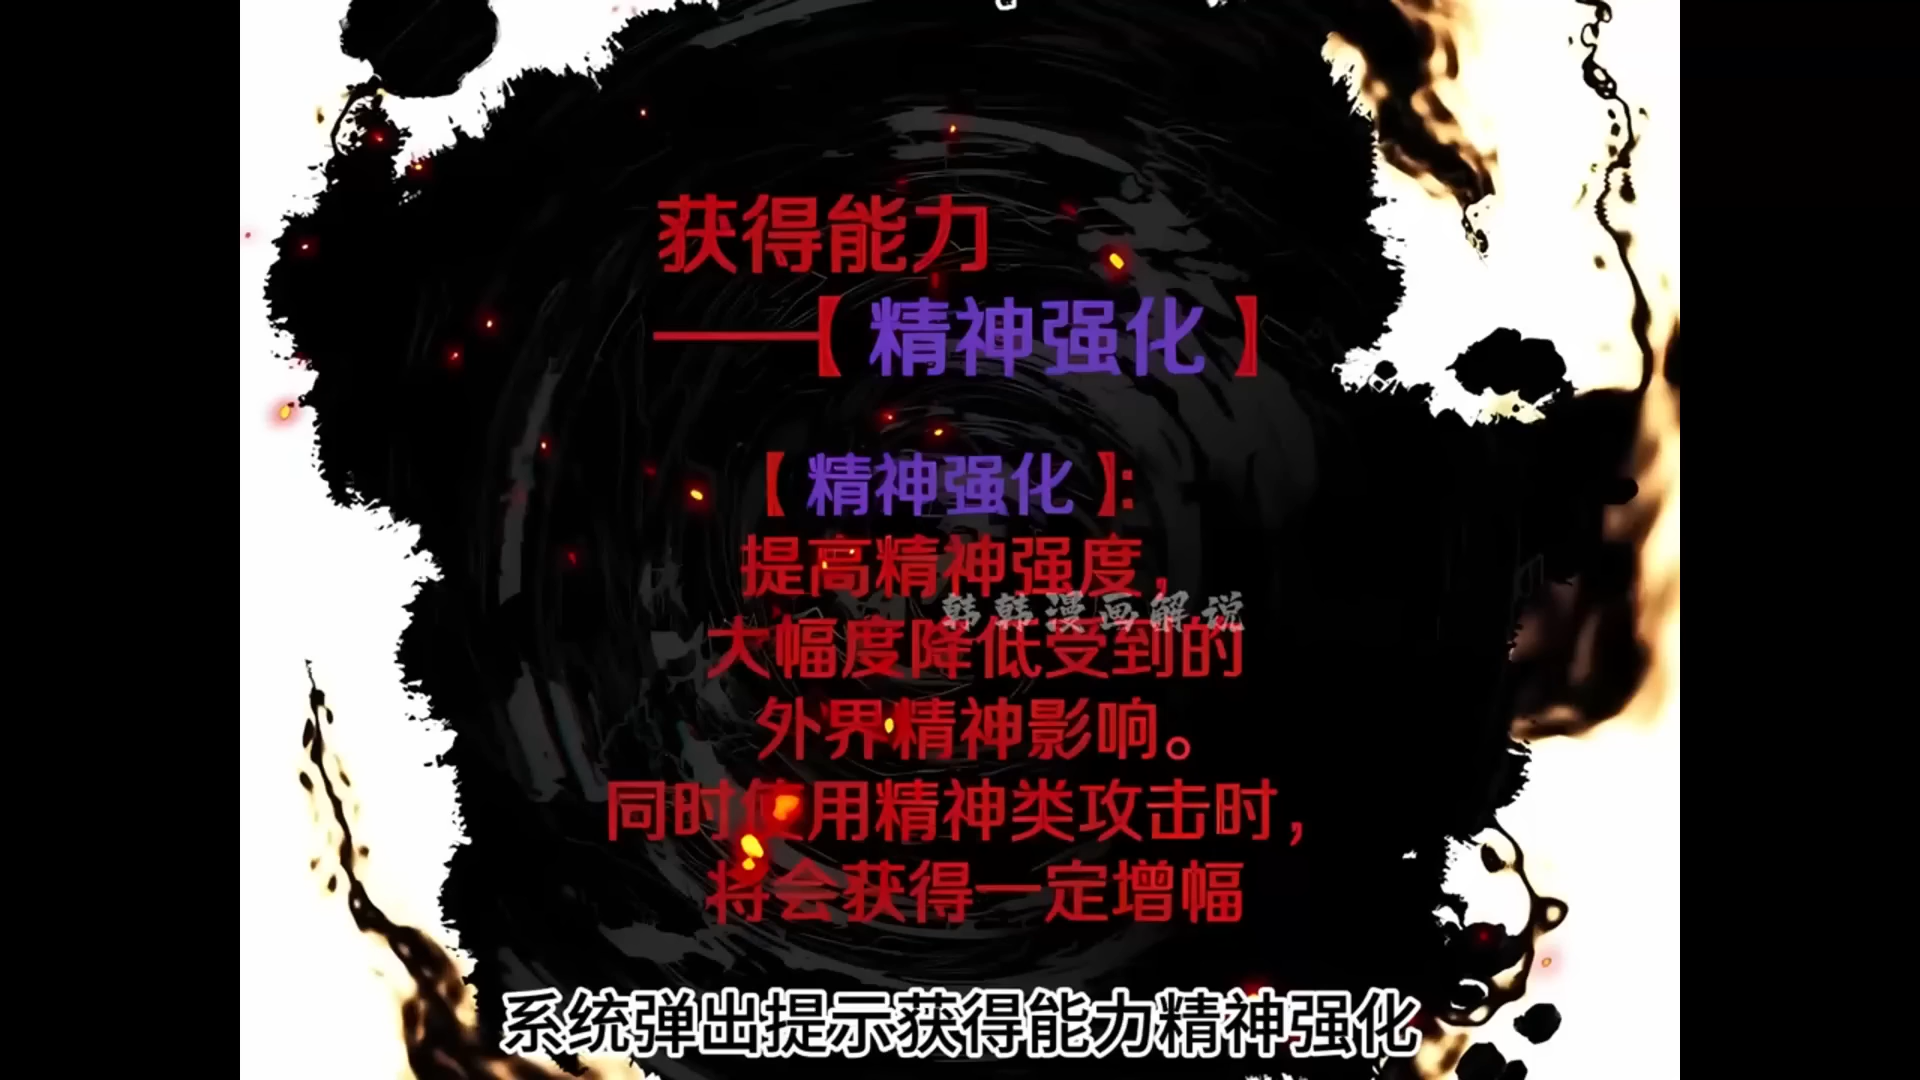 获得能力
——【精神强化】
【精神强化】:
提高精神强度，
韩韩漫画解说
大幅度降低受到的
外界精神影响。
同时使用精神类攻击时，
将会获得一定增幅
系统弹出提示获得能力精神强化